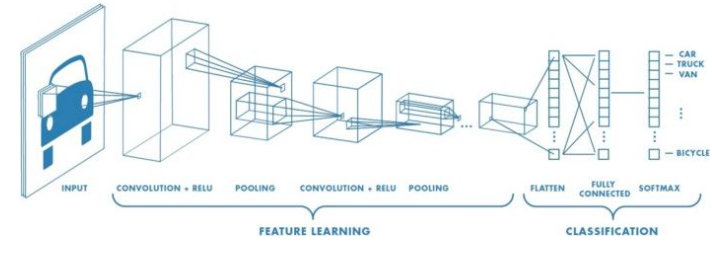 CAR
TRUCK
VAN
BICYCLE
INPUT
CONVOLUTION + RELU
POOLING
CONVOLUTION + RELU
POOLING
FLATTEN
FULLY
CONNECTED
SOFTMAX
FEATURE LEARNING
CLASSIFICATION